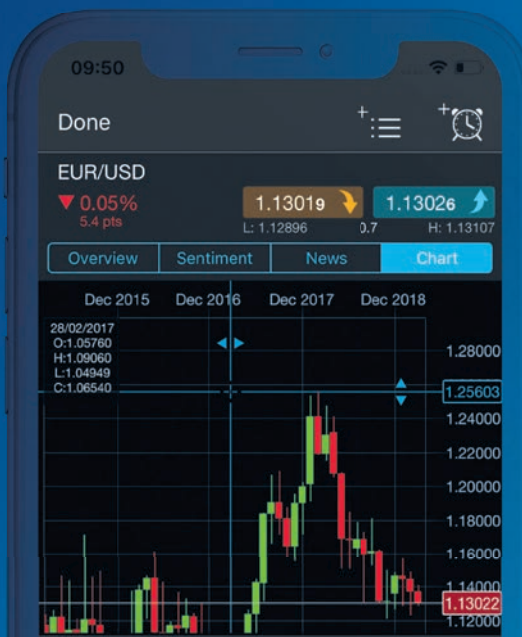 09:50
Done
EUR/USD
0.05%
5.4 pts
1.13019 1.13026
L: 1.12896 0.7 H: 1.13107
Overview Sentiment News Chart
Dec 2015 Dec 2016 Dec 2017 Dec 2018
28/02/2017
O:1.05760
H:1.09060
L:1.04949
C:1.06540
1.28000
1.25603
1.24000
1.22000
1.20000
1.18000
1.16000
1.14000
1.13022
1.12000